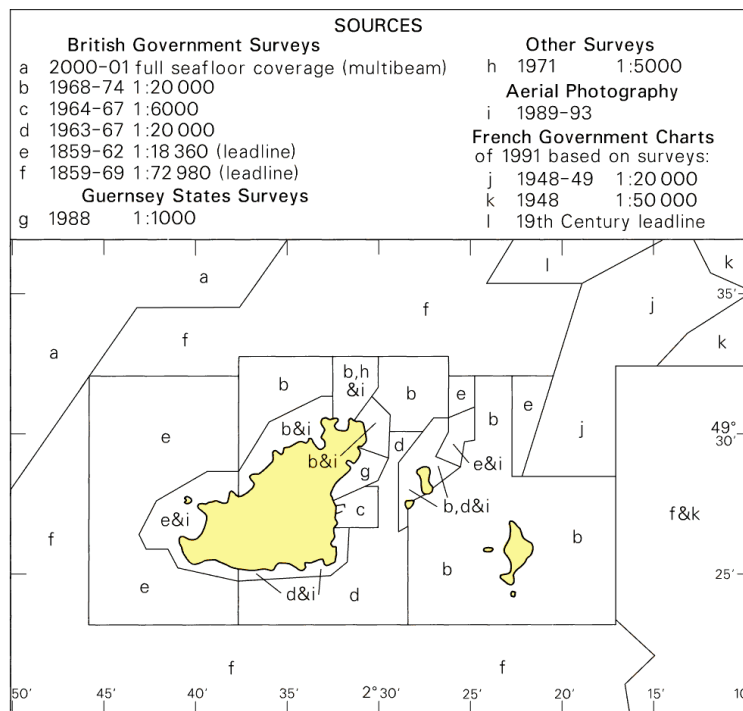 SOURCES
British Government Surveys
a 2000-01 full seafloor coverage (multibeam)
b 1968-74 1:20 000
c 1964-67 1:6000
d 1963-67 1:20 000
e 1859-62 1:18 360 (leadline)
f 1859-69 1:72 980 (leadline)
Guernsey States Surveys
g 1988 1:1000
Other Surveys
h 1971 1:5000
Aerial Photography
i 1989-93
French Government Charts
of 1991 based on surveys:
j 1948-49 1:20 000
k 1948 1:50 000
l 19th Century leadline
a
l
k
35'
f
j
f
k
a
b
b,h
&i
b
e
b
e
e
b&i
49°
30'
j
d
b&i
e&i
g
c
b,d&i
e&i
f&k
f
b
b
25'
e
d&i
d
f
f
50'
45'
40'
35'
2°30'
25'
20'
15'
10'